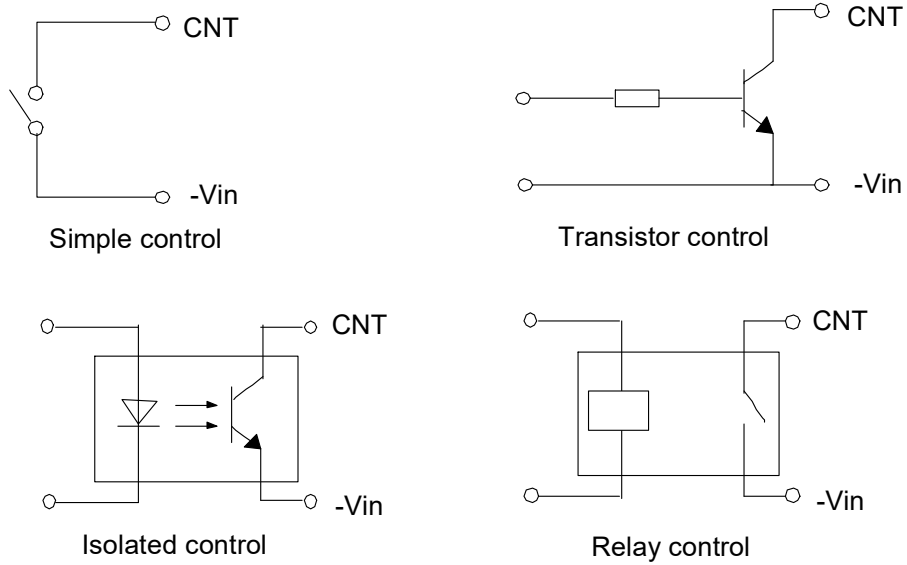 CNT
-Vin
Simple control
CNT
-Vin
Transistor control
CNT
-Vin
Isolated control
CNT
-Vin
Relay control